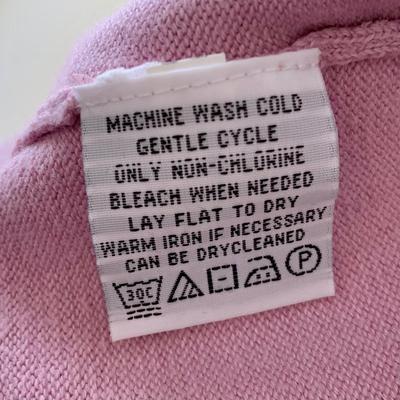 MACHINE WASH COLD
GENTLE CYCLE
ONLY NON-CHLORINE
BLEACH WHEN NEEDED
LAY FLAT TO DRY
WARM IRON IF NECESSARY
CAN BE DRYCLEANED
30C P